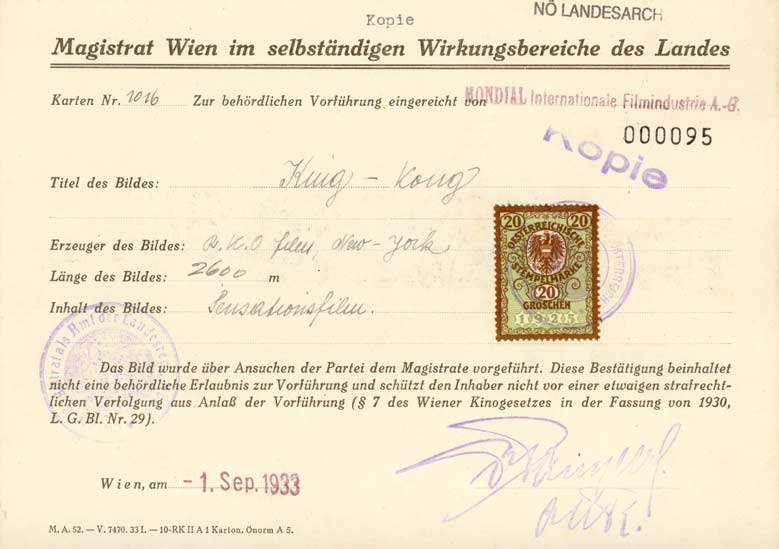 Kopie
NÖ LANDESARCH
Magistrat Wien im selbständigen Wirkungsbereiche des Landes
Karten Nr. 1016 Zur behördlichen Vorführung eingereicht von MONDIAL Internationale Filmindustrie A.-G.
000095
Kopie
Titel des Bildes: King - Kong
Erzeuger des Bildes: R.K.O films, New-York
Länge des Bildes: 2600 m
Inhalt des Bildes: Sensationsfilm.
20 20
ÖSTERREICHISCHE
STEMPELMARKE
20
GROSCHEN
1925
Das Bild wurde über Ansuchen der Partei dem Magistrate vorgeführt. Diese Bestätigung beinhaltet
nicht eine behördliche Erlaubnis zur Vorführung und schützt den Inhaber nicht vor einer etwaigen strafrecht-
lichen Verfolgung aus Anlaß der Vorführung (§ 7 des Wiener Kinogesetzes in der Fassung von 1930,
L. G. Bl. Nr. 29).
Wien, am -1. Sep. 1933
M. A. 52. — V. 7470. 33 L. — 10-RK II A 1 Karton. Önorm A 5.